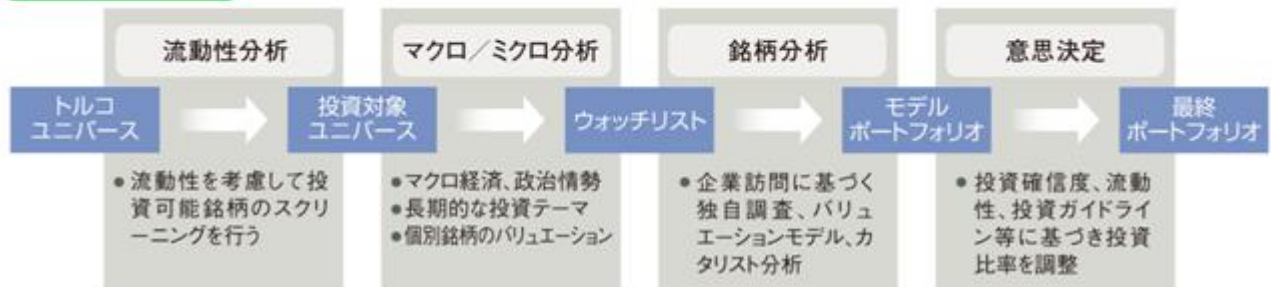 流動性分析
マクロ／ミクロ分析
銘柄分析
意思決定
トルコ
ユニバース
投資対象
ユニバース
ウォッチリスト
モデル
ポートフォリオ
最終
ポートフォリオ
●流動性を考慮して投
資可能銘柄のスクリ
ーニングを行う
●マクロ経済、政治情勢
●長期的な投資テーマ
●個別銘柄のバリュエーション
●企業訪問に基づく
独自調査、バリュ
エーションモデル、カ
タリスト分析
●投資確信度、流動
性、投資ガイドライ
ン等に基づき投資
比率を調整